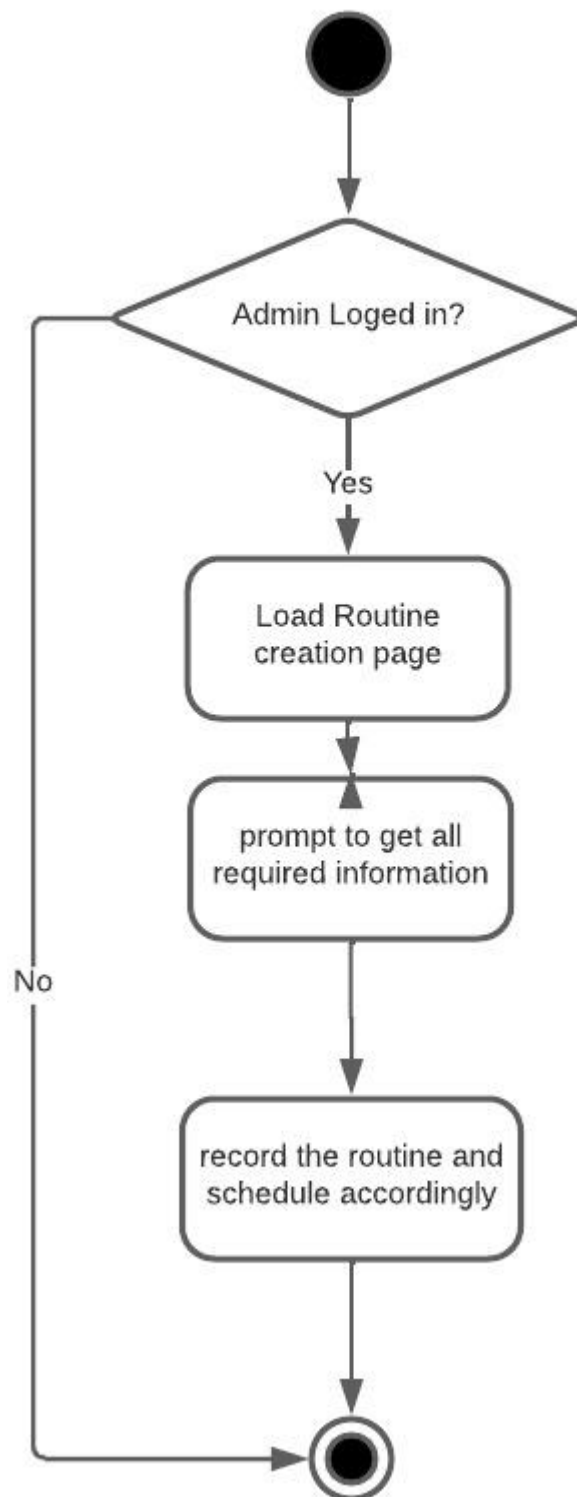 Admin Loged in?
Yes
Load Routine
creation page
prompt to get all
required information
No
record the routine and
schedule accordingly